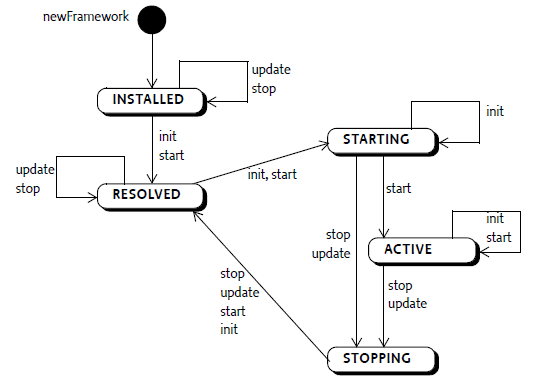 newFramework
update
stop
INSTALLED
init
STARTING
init
start
update
stop
RESOLVED
init, start
start
init
start
stop
update
ACTIVE
stop
update
start
init
stop
update
STOPPING